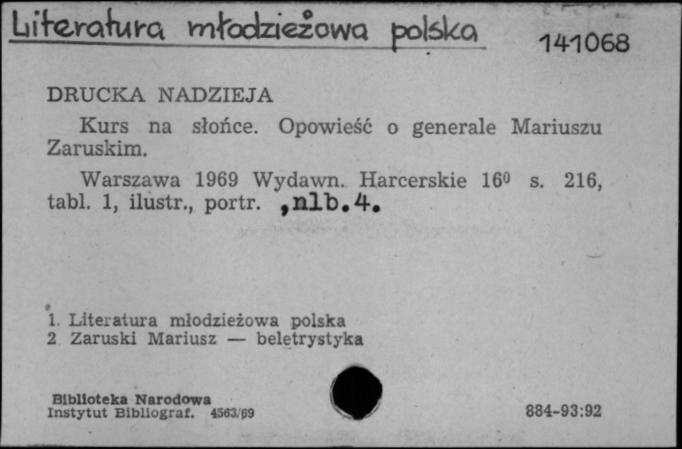 Literatura młodzieżowa polska
141068
DRUCKA NADZIEJA
Kurs na słońce. Opowieść o generale Mariuszu
Zaruskim.
Warszawa 1969 Wydawn. Harcerskie 16⁰ s. 216,
tabl. 1, ilustr., portr. ,nlb.4.
1. Literatura młodzieżowa polska
2 Zaruski Mariusz — beletrystyka
Biblioteka Narodowa
Instytut Bibliograf. 4563/69
884-93:92